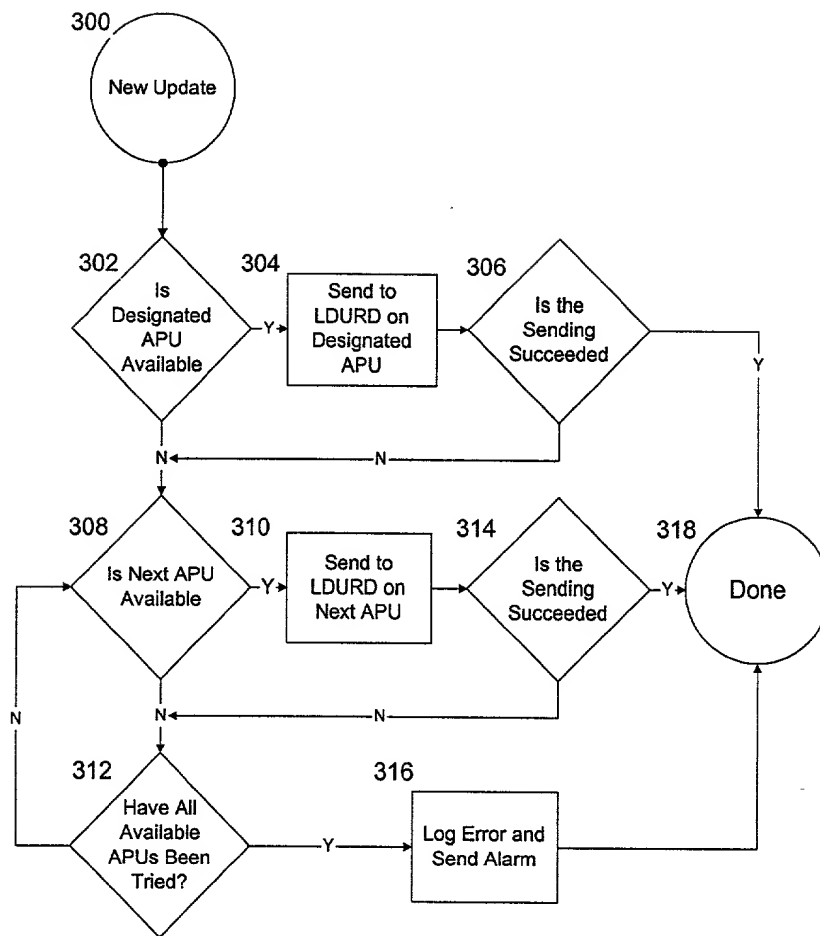 300
New Update
302
Is
Designated
APU
Available
Y
304
Send to
LDURD on
Designated
APU
306
Is the
Sending
Succeeded
Y
N
N
308
Is Next APU
Available
Y
310
Send to
LDURD on
Next APU
314
Is the
Sending
Succeeded
Y
318
Done
N
N
N
312
Have All
Available
APUs Been
Tried?
Y
316
Log Error and
Send Alarm